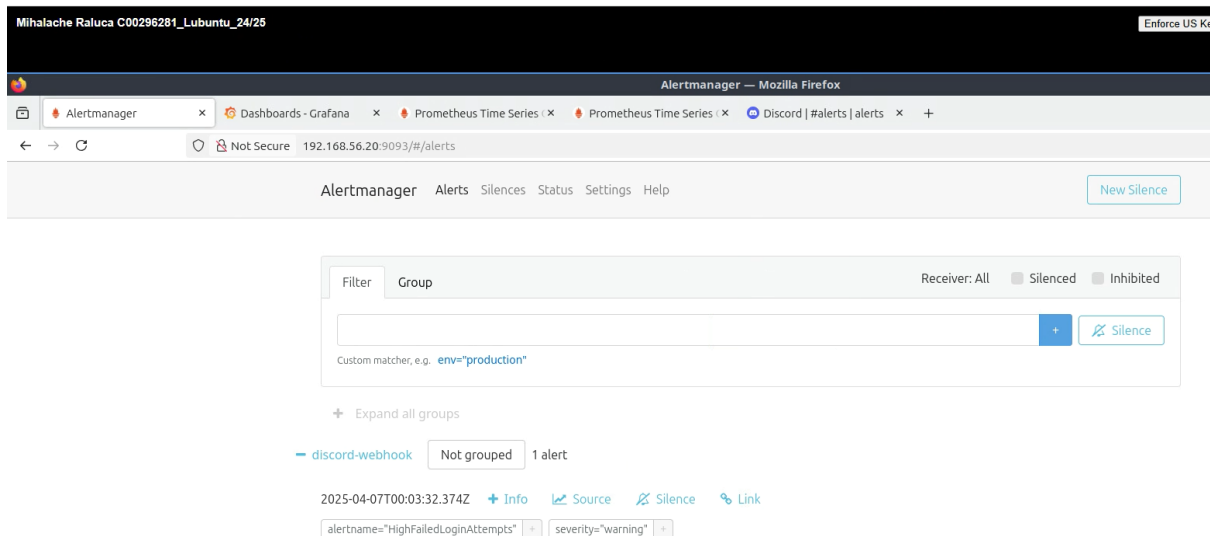 Mihalache Raluca C00296281_Lubuntu_24/25
Enforce US Ke
Alertmanager — Mozilla Firefox
Alertmanager × Dashboards - Grafana × Prometheus Time Series × Prometheus Time Series × Discord | #alerts | alerts × +
Not Secure 192.168.56.20:9093/#/alerts
Alertmanager Alerts Silences Status Settings Help New Silence
Filter Group Receiver: All Silenced Inhibited
+ Silence
Custom matcher, e.g. env="production"
+ Expand all groups
− discord-webhook Not grouped 1 alert
2025-04-07T00:03:32.374Z + Info Source Silence Link
alertname="HighFailedLoginAttempts" + severity="warning" +